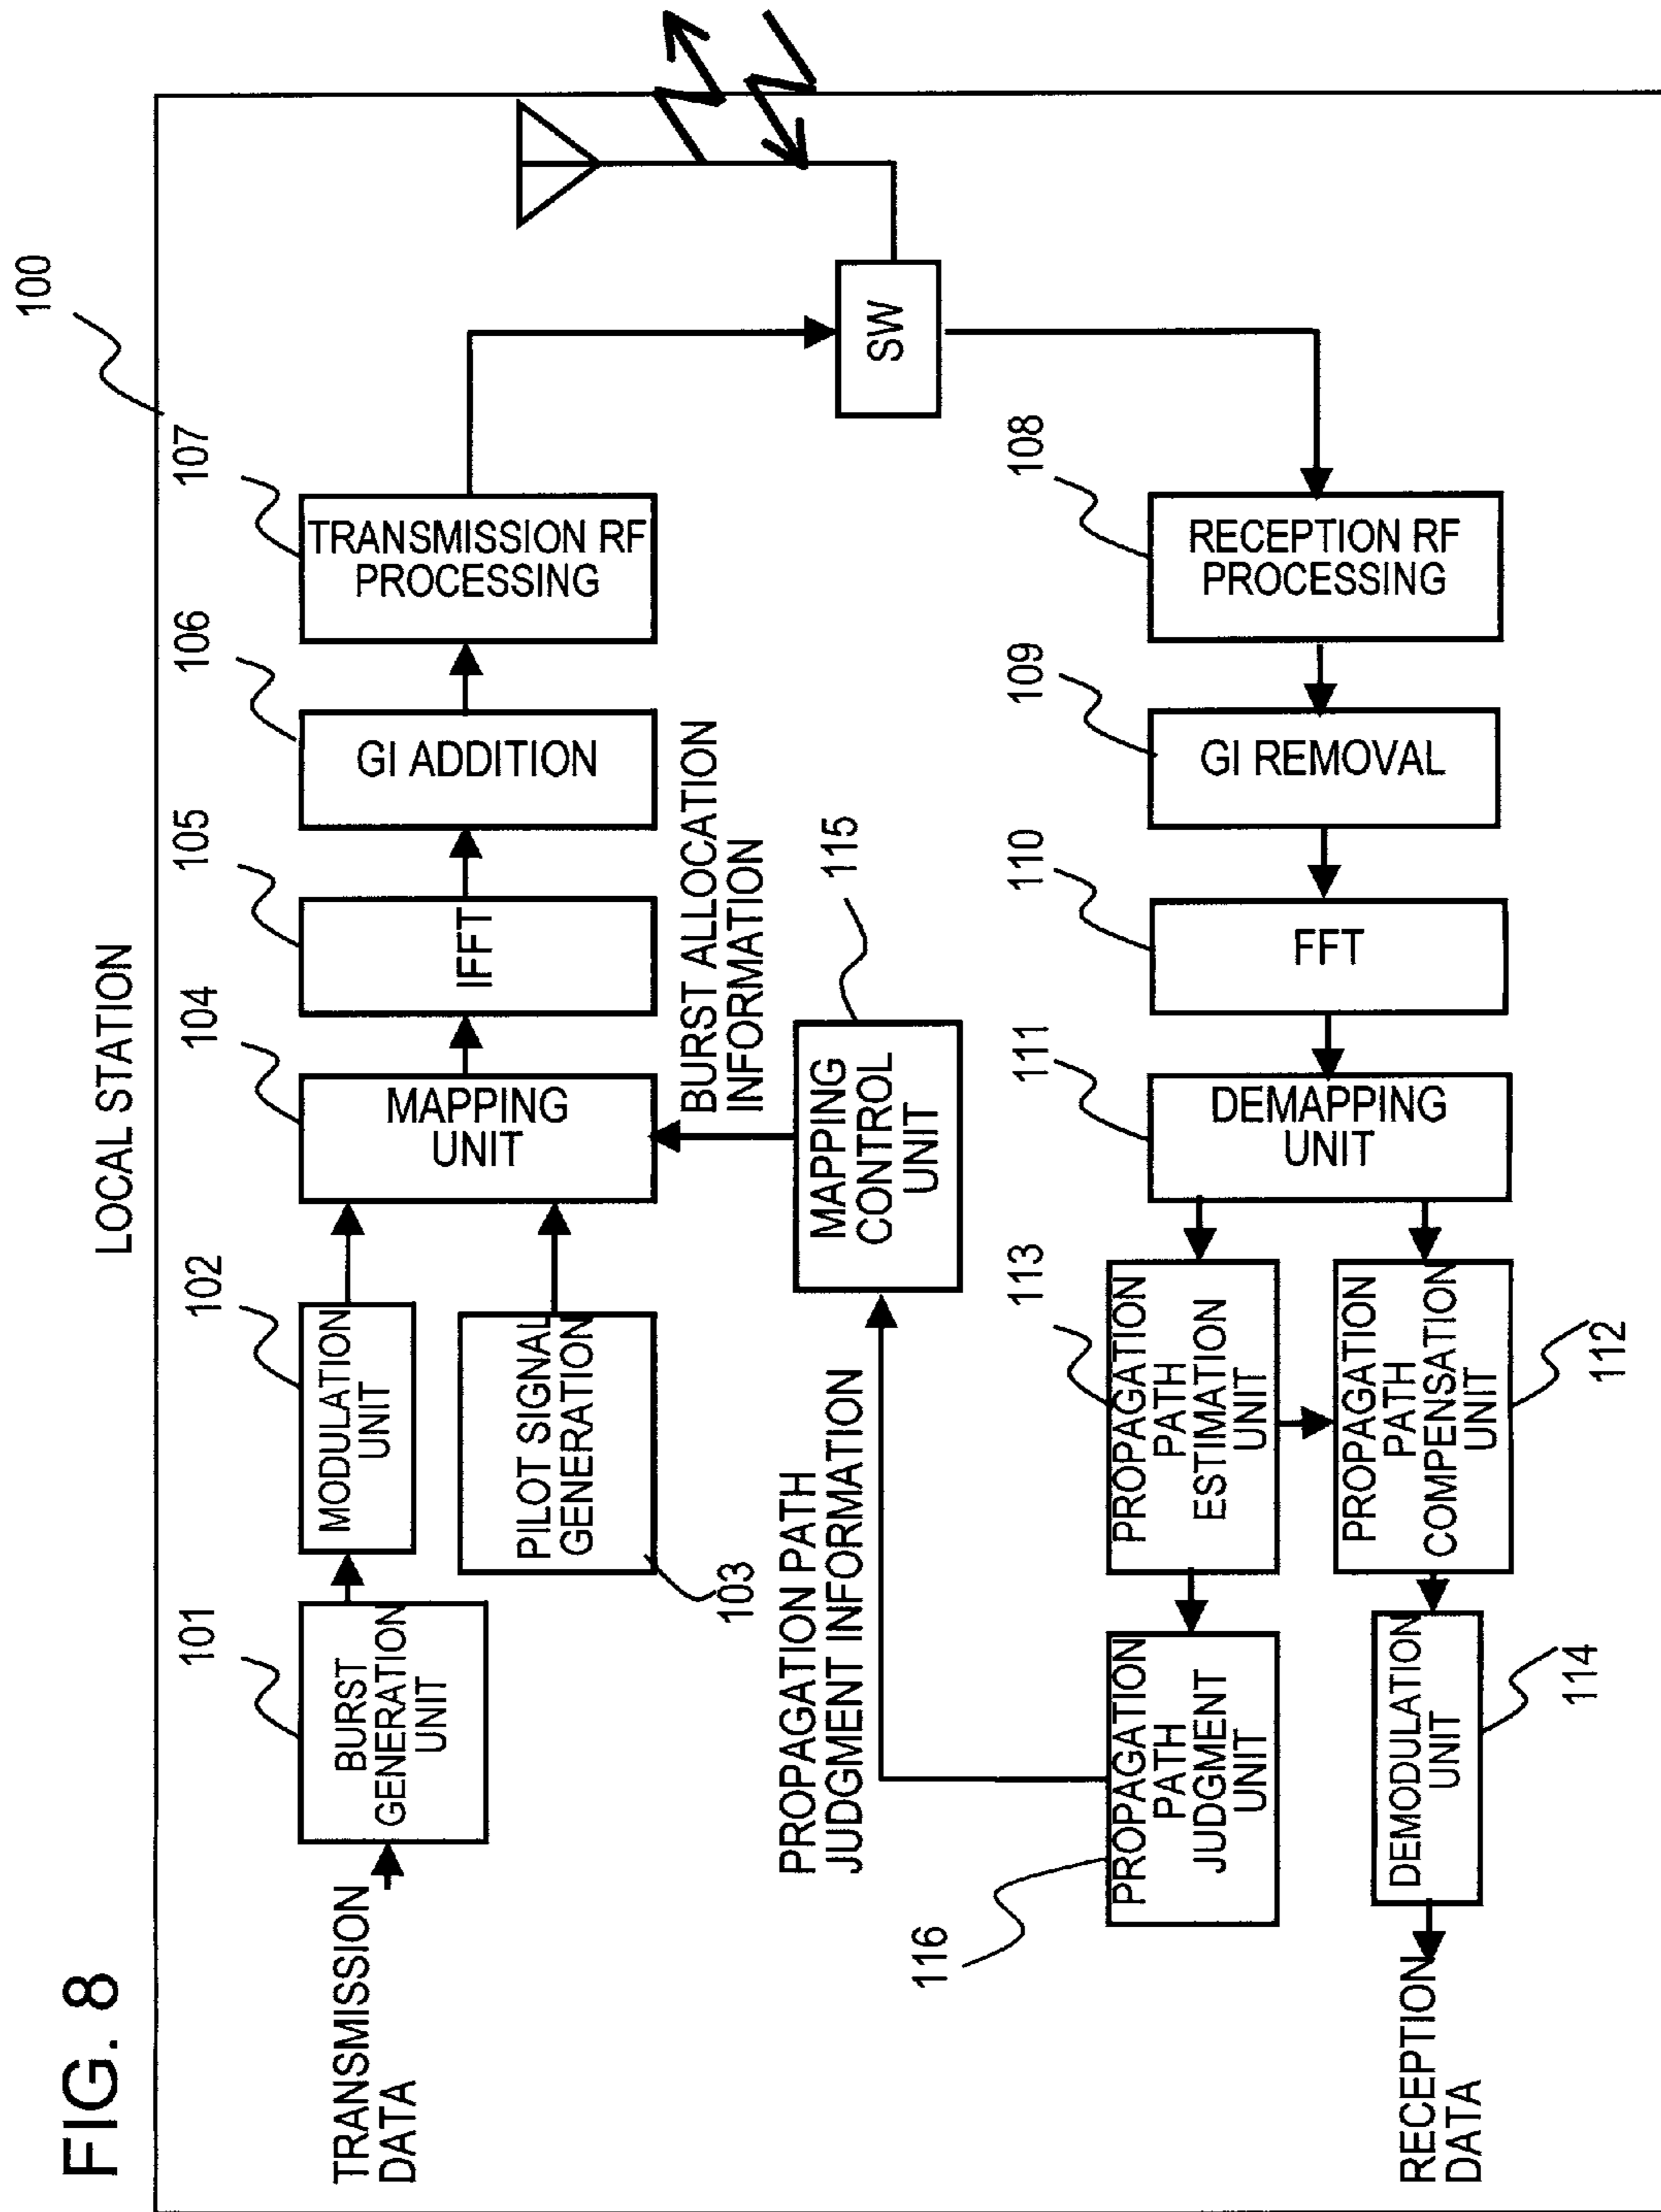 FIG. 8
LOCAL STATION
100
TRANSMISSION
DATA
101
BURST
GENERATION
UNIT
102
MODULATION
UNIT
PILOT SIGNAL
GENERATION
103
104
MAPPING
UNIT
105
IFFT
106
GI ADDITION
107
TRANSMISSION RF
PROCESSING
BURST ALLOCATION
INFORMATION
115
MAPPING
CONTROL
UNIT
SW
PROPAGATION PATH
JUDGMENT INFORMATION
116
PROPAGATION
PATH
JUDGMENT
UNIT
113
PROPAGATION
PATH
ESTIMATION
UNIT
111
DEMAPPING
UNIT
110
FFT
109
GI REMOVAL
108
RECEPTION RF
PROCESSING
RECEPTION
DATA
DEMODULATION
UNIT
114
PROPAGATION
PATH
COMPENSATION
UNIT
112